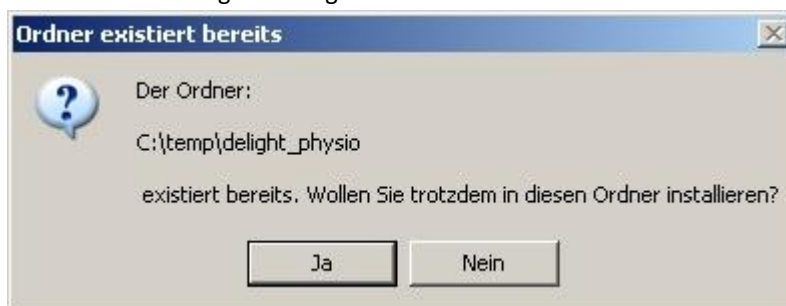 Ordner existiert bereits
Der Ordner:
C:\temp\delight_physio
existiert bereits. Wollen Sie trotzdem in diesen Ordner installieren?
Ja
Nein